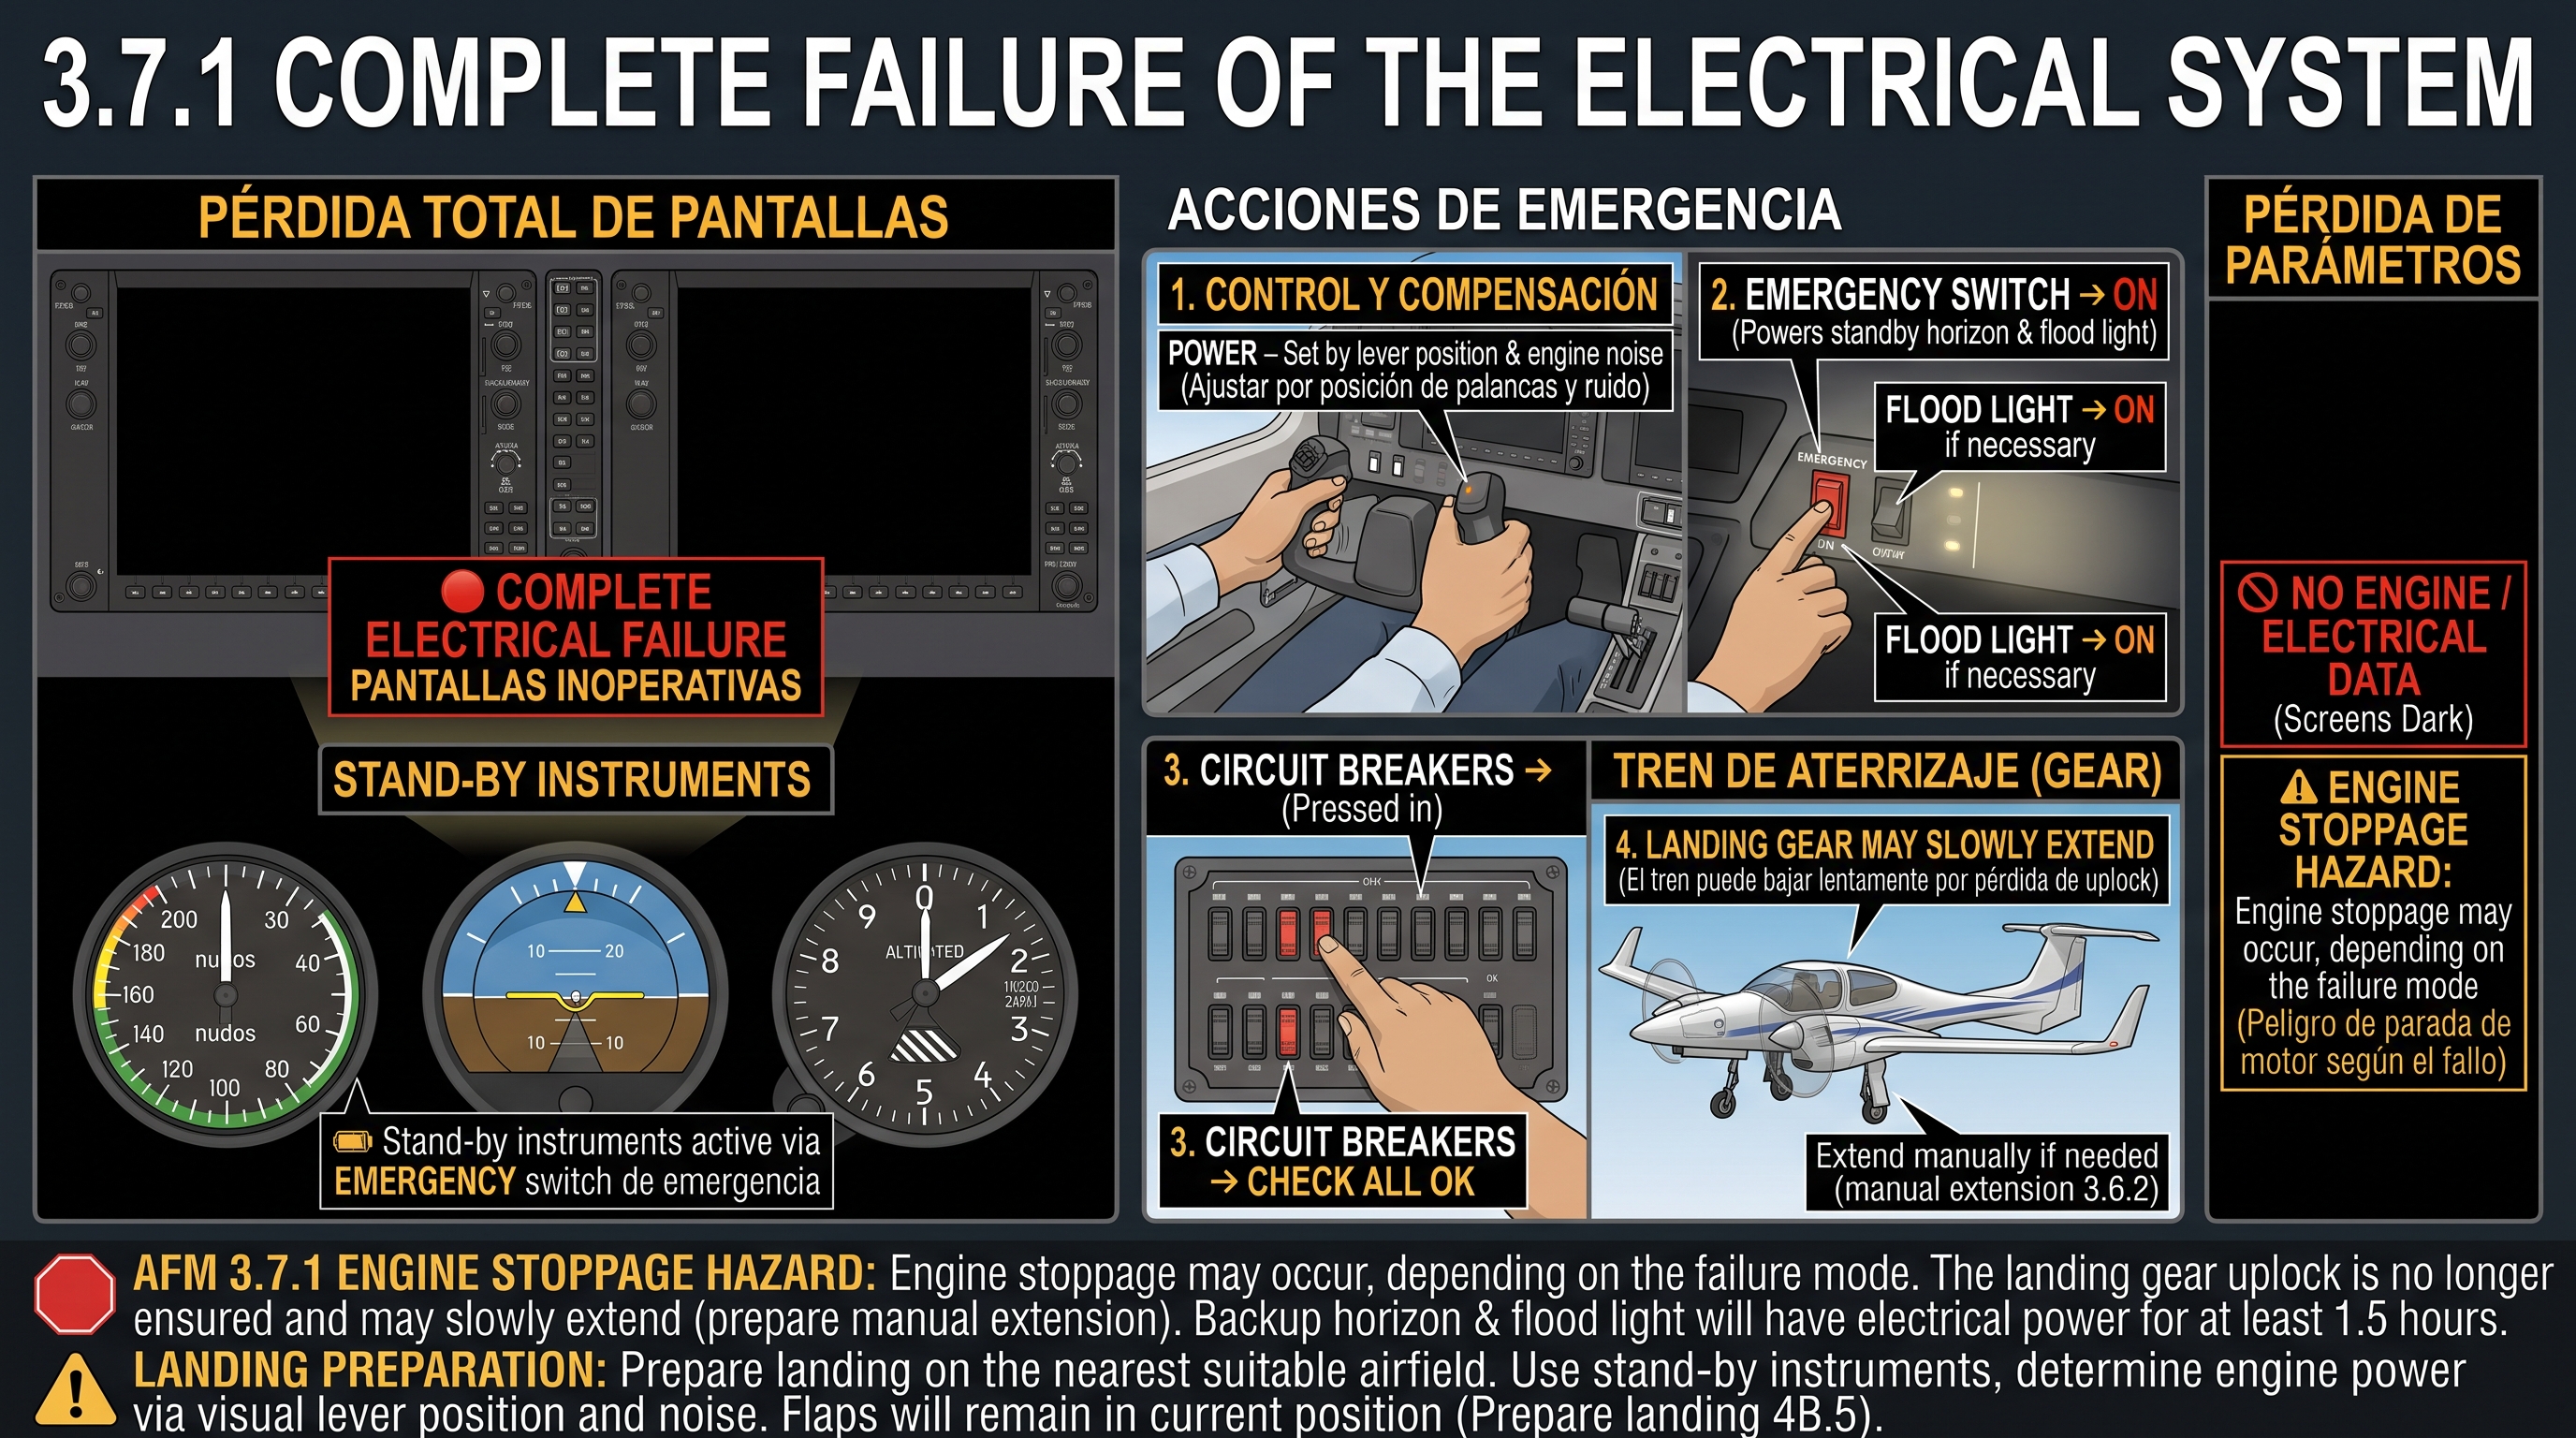 3.7.1 COMPLETE FAILURE OF THE ELECTRICAL SYSTEM
PÉRDIDA TOTAL DE PANTALLAS
COMPLETE
ELECTRICAL FAILURE
PANTALLAS INOPERATIVAS
STAND-BY INSTRUMENTS
200
30
180
nudos
40
160
140
nudos
60
120
100
80
10
20
10
10
0
9
1
8
2
7
3
6
4
5
Stand-by instruments active via
EMERGENCY switch de emergencia
ACCIONES DE EMERGENCIA
1. CONTROL Y COMPENSACIÓN
POWER – Set by lever position & engine noise
(Ajustar por posición de palancas y ruido)
2. EMERGENCY SWITCH → ON
(Powers standby horizon & flood light)
FLOOD LIGHT → ON
if necessary
EMERGENCY
ON
FLOOD LIGHT → ON
if necessary
3. CIRCUIT BREAKERS →
(Pressed in)
OK
3. CIRCUIT BREAKERS
→ CHECK ALL OK
TREN DE ATERRIZAJE (GEAR)
4. LANDING GEAR MAY SLOWLY EXTEND
(El tren puede bajar lentamente por pérdida de uplock)
Extend manually if needed
(manual extension 3.6.2)
PÉRDIDA DE
PARÁMETROS
NO ENGINE /
ELECTRICAL
DATA
(Screens Dark)
ENGINE
STOPPAGE
HAZARD:
Engine stoppage may
occur, depending on
the failure mode
(Peligro de parada de
motor según el fallo)
AFM 3.7.1 ENGINE STOPPAGE HAZARD: Engine stoppage may occur, depending on the failure mode. The landing gear uplock is no longer
ensured and may slowly extend (prepare manual extension). Backup horizon & flood light will have electrical power for at least 1.5 hours.
LANDING PREPARATION: Prepare landing on the nearest suitable airfield. Use stand-by instruments, determine engine power
via visual lever position and noise. Flaps will remain in current position (Prepare landing 4B.5).